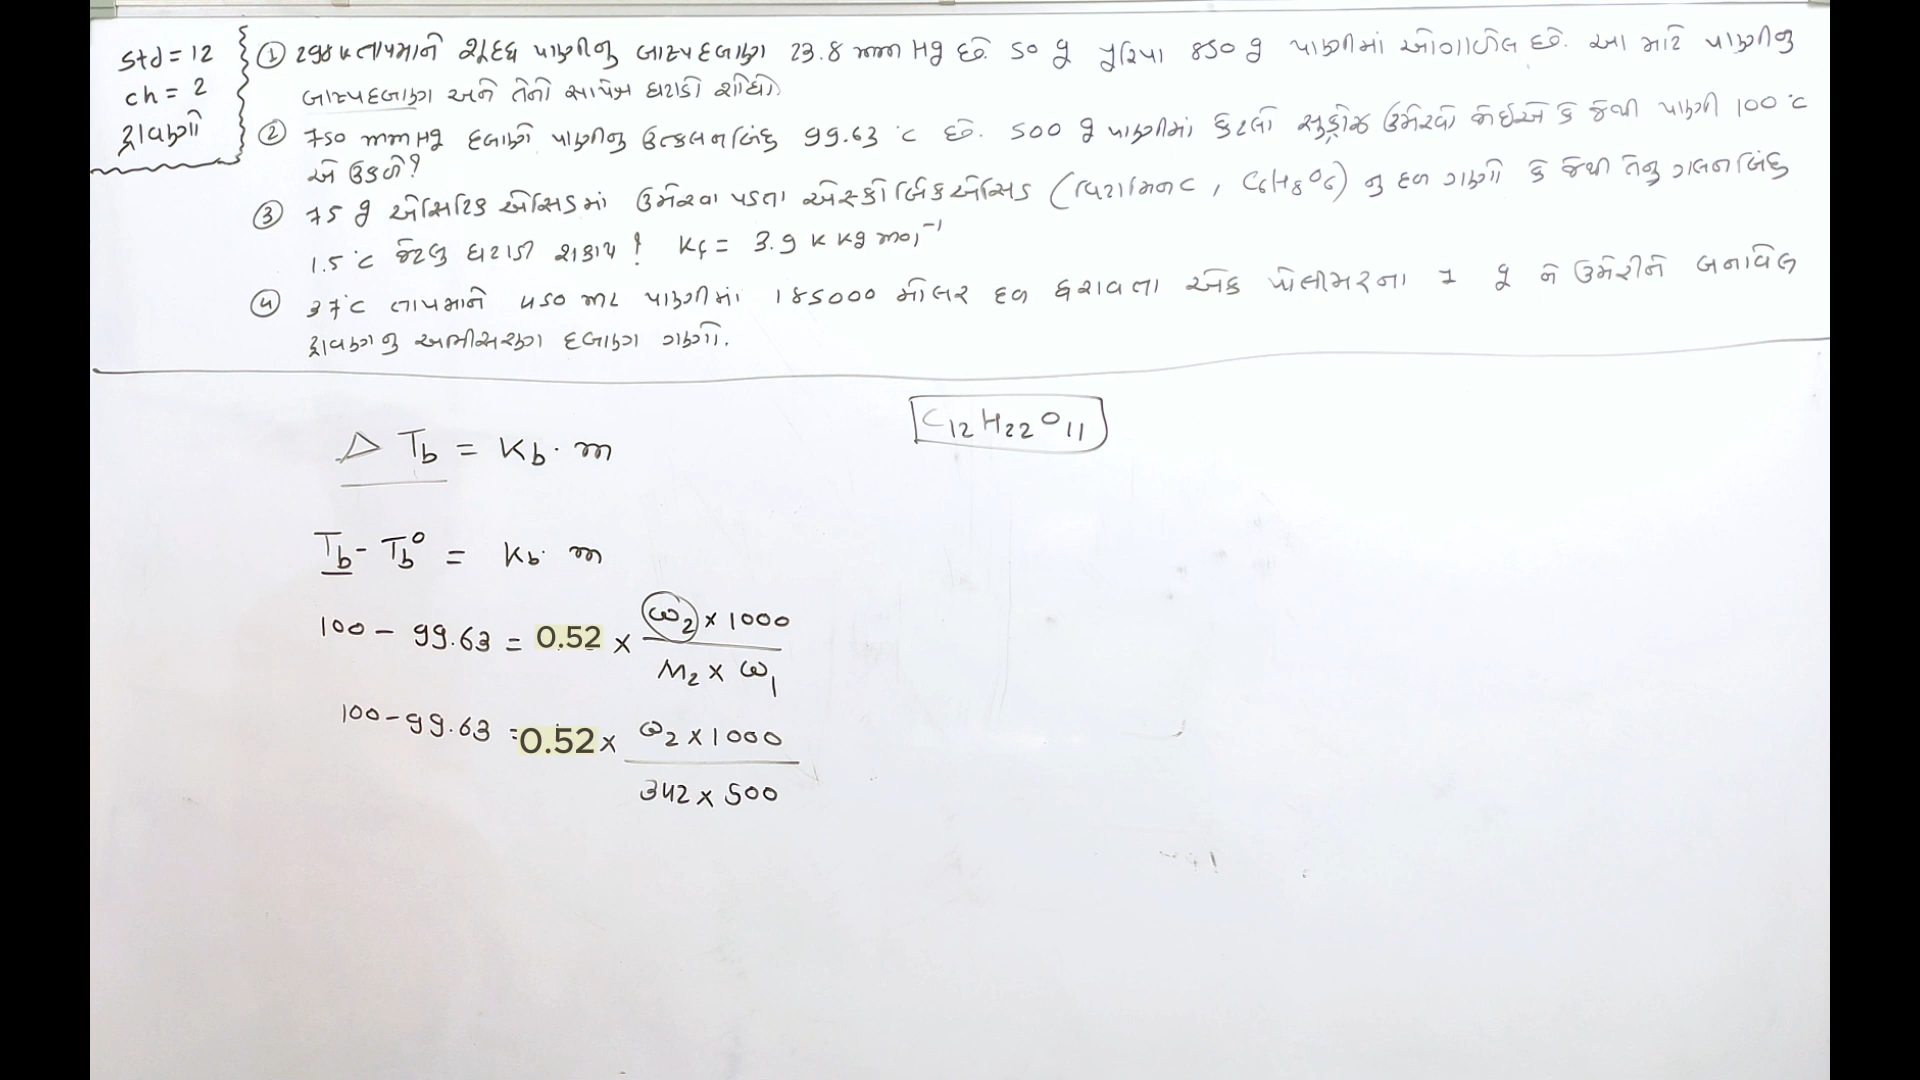 std = 12
ch = 2
દ્રાવણો
① 298 K તાપમાને શુદ્ધ પાણીનુ બાષ્પદબાણ 23.8 mm Hg છે. 50 g યુરિયા 850 g પાણીમાં ઓગાળેલ છે. આ માટે પાણીનુ
બાષ્પદબાણ અને તેનો સાપેક્ષ ઘટાડો શોધો
② 750 mm Hg દબાણે પાણીનુ ઉત્કલનબિંદુ 99.63 °C છે. 500 g પાણીમાં કેટલો સુક્રોઝ ઉમેરવો જોઇએ કે જેથી પાણી 100 °C
એ ઉકળે?
③ 75 g એસિટિક એસિડમાં ઉમેરવા પડતા એસ્કોર્બિક એસિડ (વિટામિન C, C6H8O6) નુ દળ ગણો કે જેથી તેનુ ગલનબિંદુ
1.5 °C જેટલુ ઘટાડી શકાય! Kf = 3.9 K kg mol⁻¹
④ 37 °C તાપમાને 450 mL પાણીમાં 185000 મોલર દળ ધરાવતા એક પોલીમરના 1 g ને ઉમેરીને બનાવેલ
દ્રાવણનુ અભીસરણ દબાણ ગણો.
C12H22O11
△ Tb = Kb · m
Tb - Tb° = Kb · m
100 - 99.63 = 0.52 × ω2 × 1000 / M2 × ω1
100 - 99.63 = 0.52 × ω2 × 1000 / 342 × 500